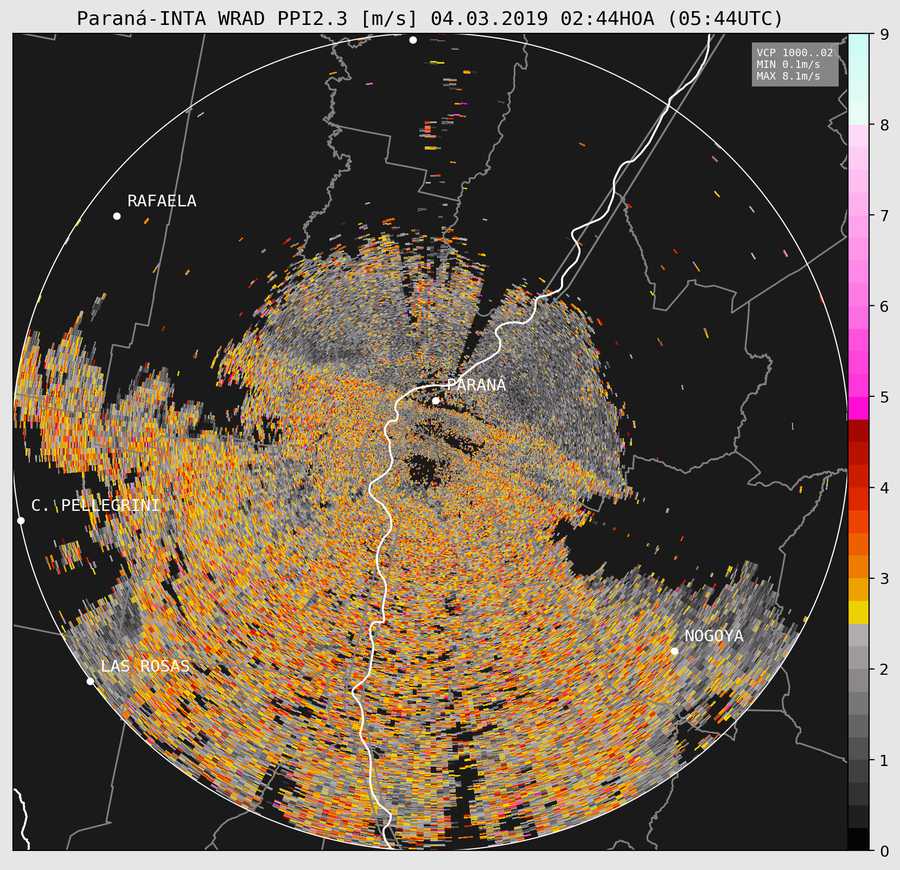 Paraná-INTA WRAD PPI2.3 [m/s] 04.03.2019 02:44HOA (05:44UTC)
VCP 1000..02
MIN 0.1m/s
MAX 8.1m/s
RAFAELA
PARANÁ
C. PELLEGRINI
NOGOYA
LAS ROSAS
9
8
7
6
5
4
3
2
1
0